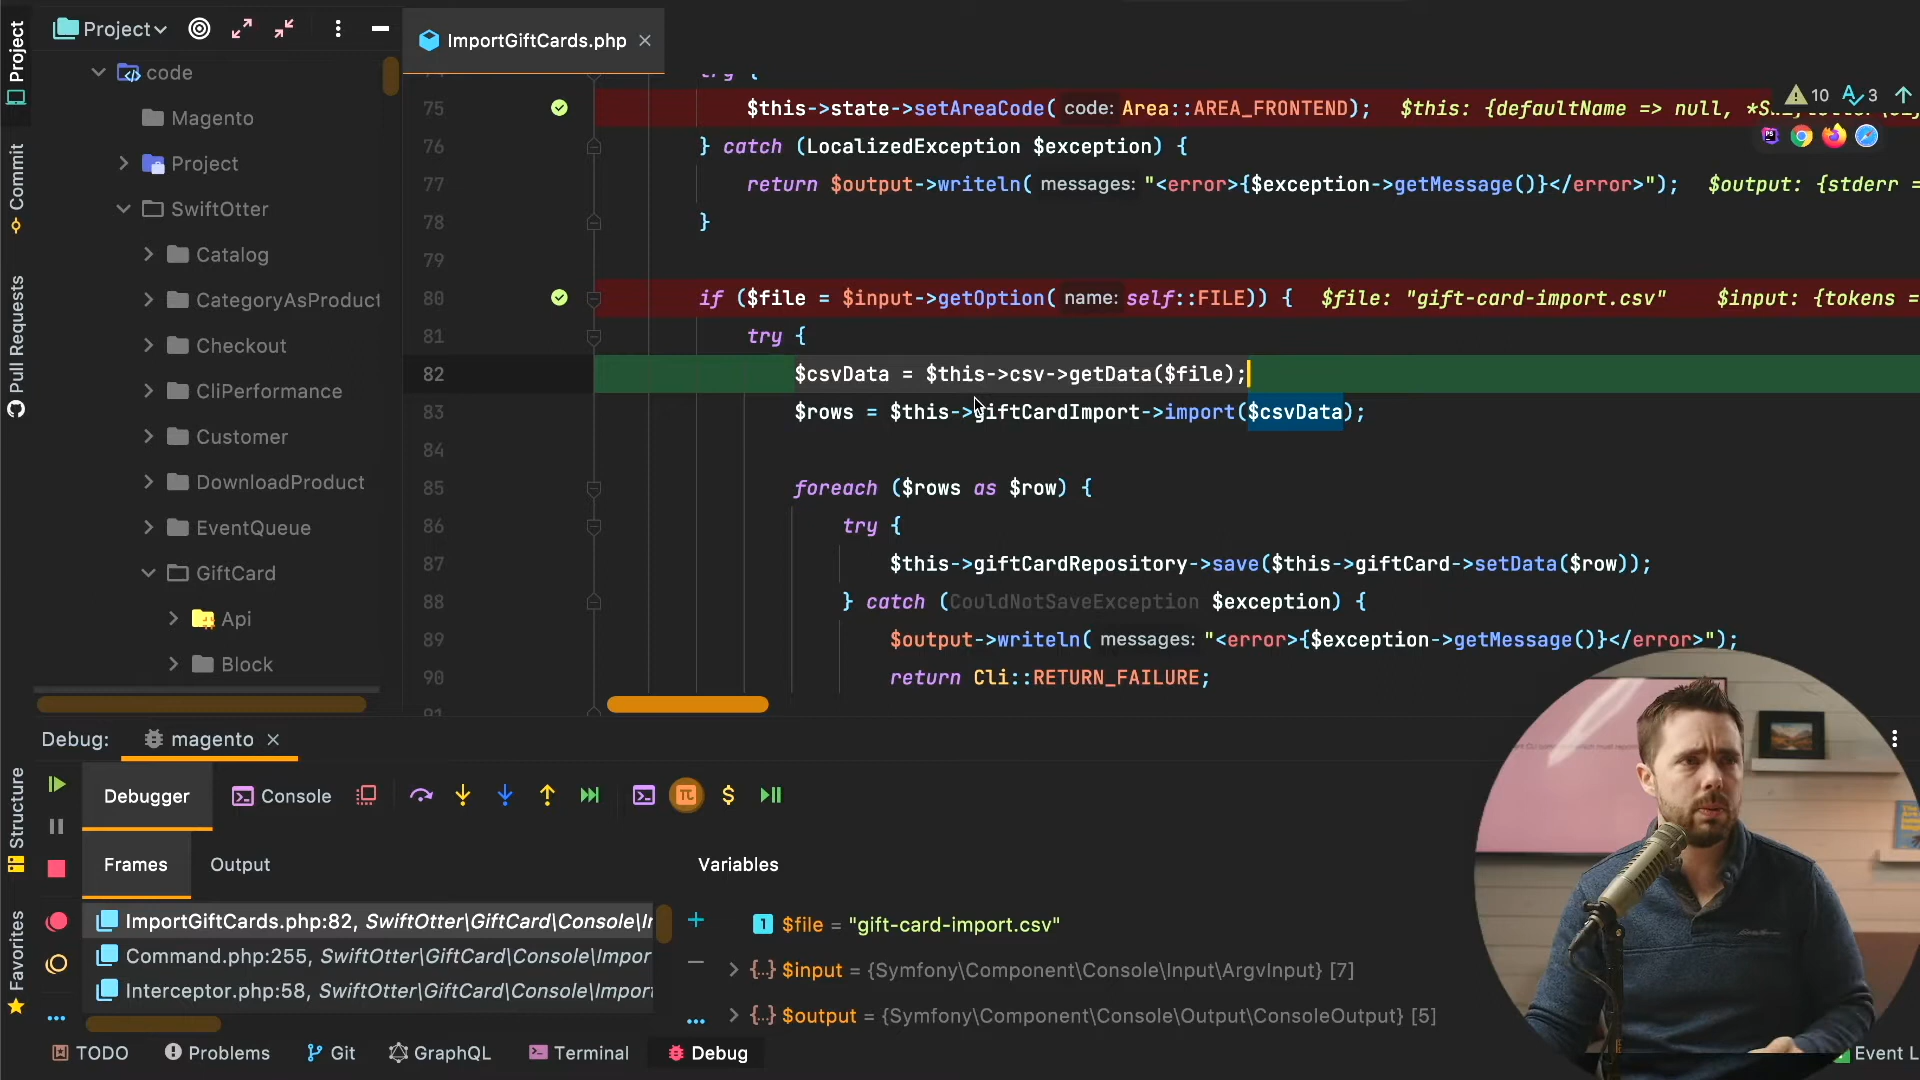 Project
ImportGiftCards.php
code
Magento
Project
SwiftOtter
Catalog
CategoryAsProduct
Checkout
CliPerformance
Customer
DownloadProduct
EventQueue
GiftCard
Api
Block
Project
Commit
Pull Requests
Structure
Favorites
10 3
try {
75 $this->state->setAreaCode( code: Area::AREA_FRONTEND); $this: {defaultName => null,
76 } catch (LocalizedException $exception) {
77 return $output->writeln( messages: "<error>{$exception->getMessage()}</error>"); $output: {stderr =
78 }
79
80 if ($file = $input->getOption( name: self::FILE)) { $file: "gift-card-import.csv" $input: {tokens =
81 try {
82 $csvData = $this->csv->getData($file);
83 $rows = $this->giftCardImport->import($csvData);
84
85 foreach ($rows as $row) {
86 try {
87 $this->giftCardRepository->save($this->giftCard->setData($row));
88 } catch (CouldNotSaveException $exception) {
89 $output->writeln( messages: "<error>{$exception->getMessage()}</error>");
90 return Cli::RETURN_FAILURE;
91
Debug: magento
Debugger Console
Frames Output Variables
ImportGiftCards.php:82, SwiftOtter\GiftCard\Console\I
Command.php:255, SwiftOtter\GiftCard\Console\Impor
Interceptor.php:58, SwiftOtter\GiftCard\Console\Import
1 $file = "gift-card-import.csv"
{...} $input = {Symfony\Component\Console\Input\ArgvInput} [7]
{...} $output = {Symfony\Component\Console\Output\ConsoleOutput} [5]
TODO Problems Git GraphQL Terminal Debug Event L